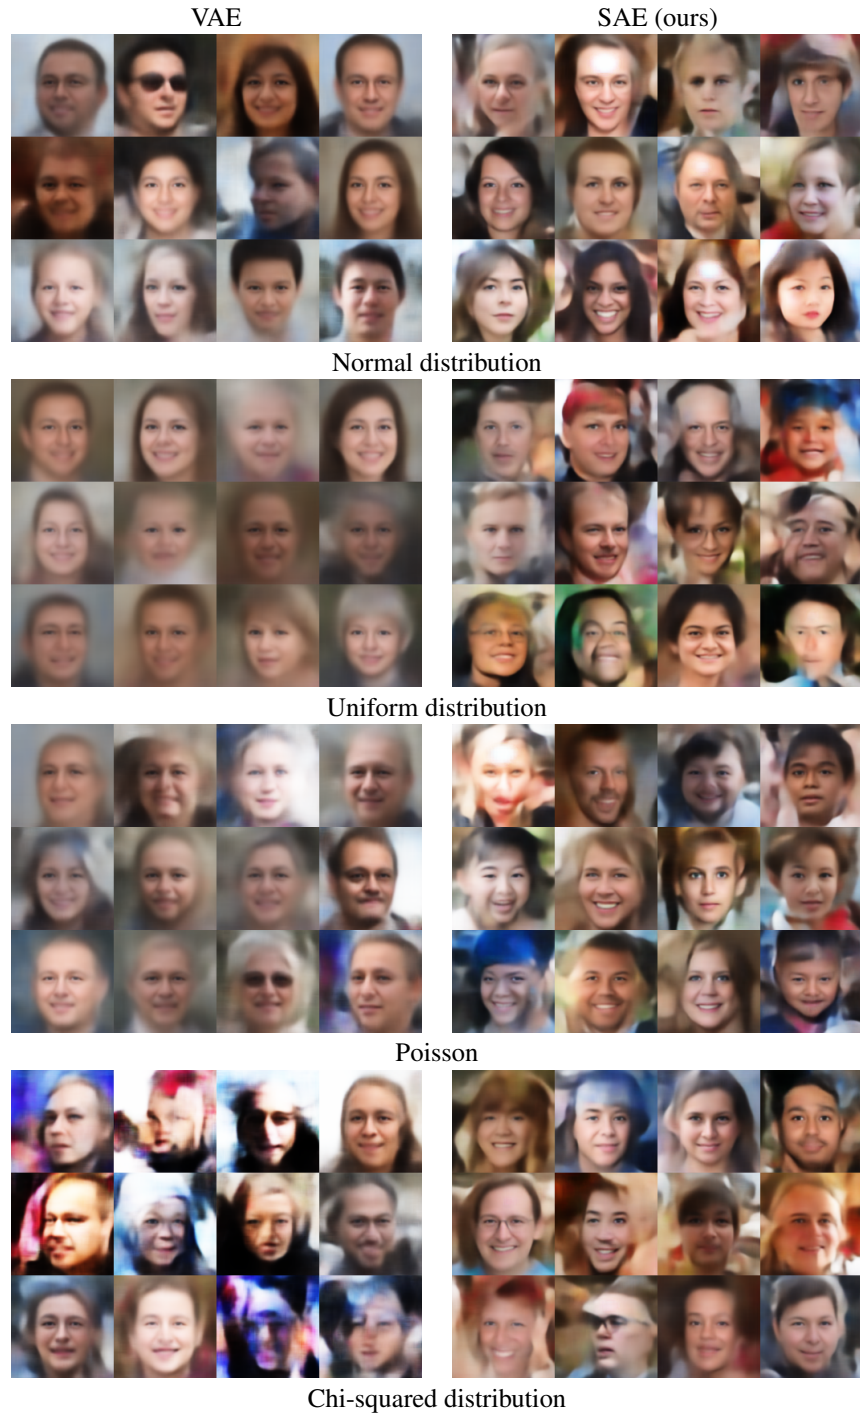 VAE
SAE (ours)
Normal distribution
Uniform distribution
Poisson
Chi-squared distribution